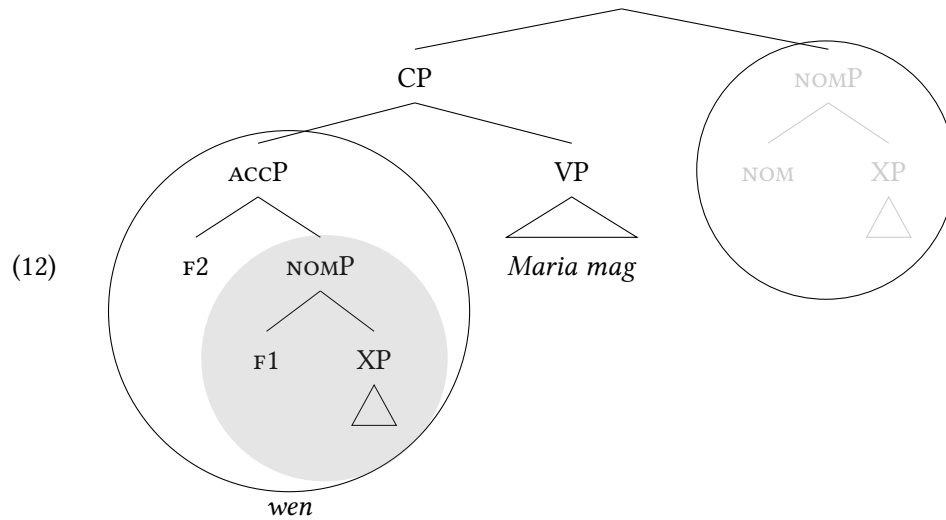 CP
NOMP
ACCP
VP
NOM
XP
(12)
F2
NOMP
Maria mag
F1
XP
wen